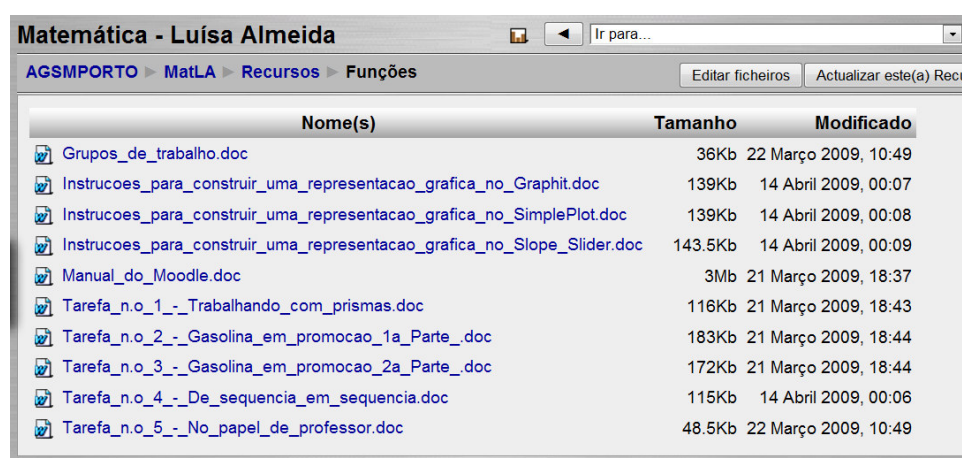 Matemática - Luísa Almeida Ir para...
AGSMPORTO MatLA Recursos Funções Editar ficheiros Actualizar este(a)
Nome(s) Tamanho Modificado
Grupos_de_trabalho.doc 36Kb 22 Março 2009, 10:49
Instrucoes_para_construir_uma_representacao_grafica_no_Graphit.doc 139Kb 14 Abril 2009, 00:07
Instrucoes_para_construir_uma_representacao_grafica_no_SimplePlot.doc 139Kb 14 Abril 2009, 00:08
Instrucoes_para_construir_uma_representacao_grafica_no_Slope_Slider.doc 143.5Kb 14 Abril 2009, 00:09
Manual_do_Moodle.doc 3Mb 21 Março 2009, 18:37
Tarefa_n.o_1_-_Trabalhando_com_prismas.doc 116Kb 21 Março 2009, 18:43
Tarefa_n.o_2_-_Gasolina_em_promocao_1a_Parte_.doc 183Kb 21 Março 2009, 18:44
Tarefa_n.o_3_-_Gasolina_em_promocao_2a_Parte_.doc 172Kb 21 Março 2009, 18:44
Tarefa_n.o_4_-_De_sequencia_em_sequencia.doc 115Kb 14 Abril 2009, 00:06
Tarefa_n.o_5_-_No_papel_de_professor.doc 48.5Kb 22 Março 2009, 10:49